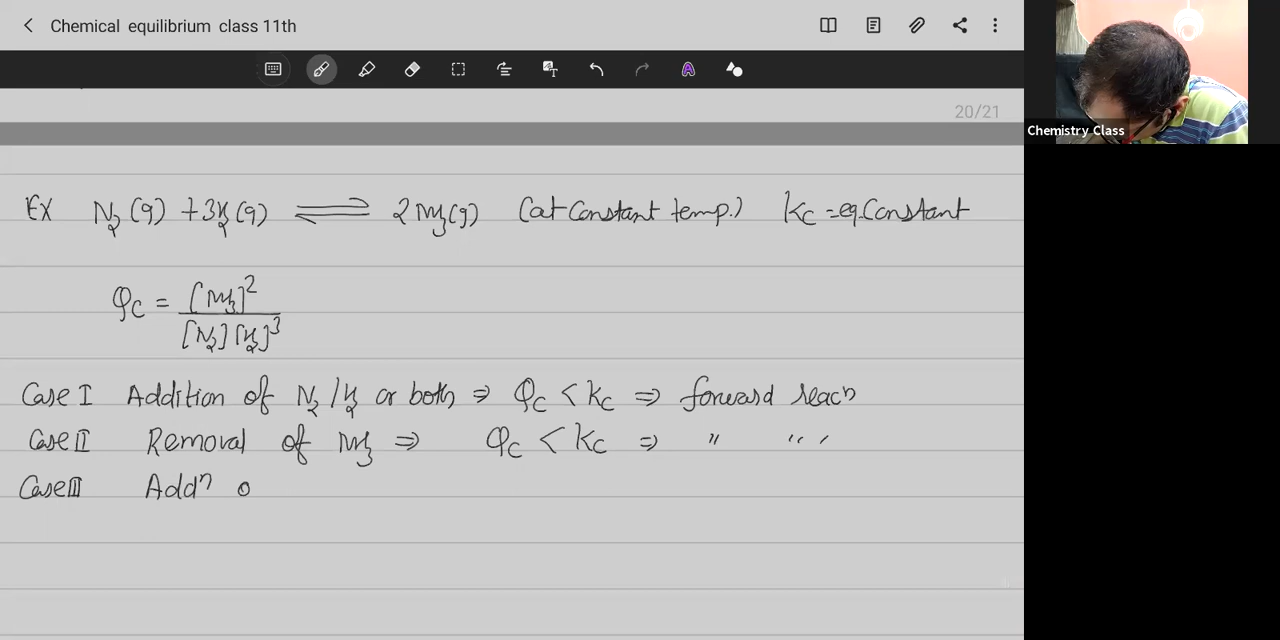 Chemical equilibrium class 11th
20/21
Chemistry Class
Ex N₂(g) + 3H₂(g) ⇌ 2NH₃(g) (at Constant temp.) Kc = eq. Constant
Qc = [NH₃]² / [N₂][H₂]³
Case I Addition of N₂/H₂ or both ⇒ Qc < Kc ⇒ forward reacⁿ
Case II Removal of NH₃ ⇒ Qc < Kc ⇒ " " "
Case III Addⁿ o